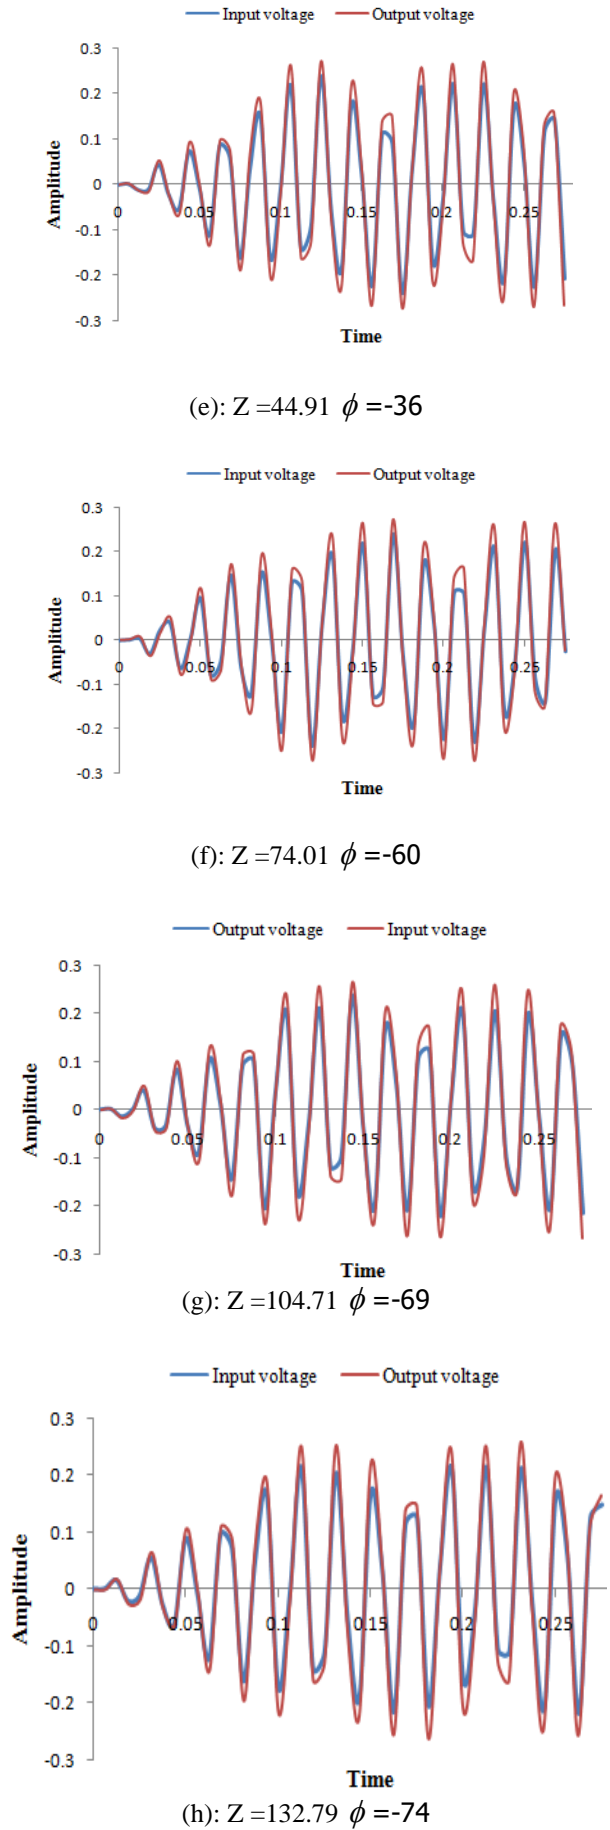 Input voltage Output voltage
0.3
0.2
0.1
0
-0.1
-0.2
-0.3
0 0.05 0.1 0.15 0.2 0.25
Amplitude
Time
(e): Z =44.91 ϕ =-36
Input voltage Output voltage
0.3
0.2
0.1
0
-0.1
-0.2
-0.3
0 0.05 0.1 0.15 0.2 0.25
Amplitude
Time
(f): Z =74.01 ϕ =-60
Output voltage Input voltage
0.3
0.2
0.1
0
-0.1
-0.2
-0.3
0 0.05 0.1 0.15 0.2 0.25
Amplitude
Time
(g): Z =104.71 ϕ =-69
Input voltage Output voltage
0.3
0.2
0.1
0
-0.1
-0.2
-0.3
0 0.05 0.1 0.15 0.2 0.25
Amplitude
Time
(h): Z =132.79 ϕ =-74